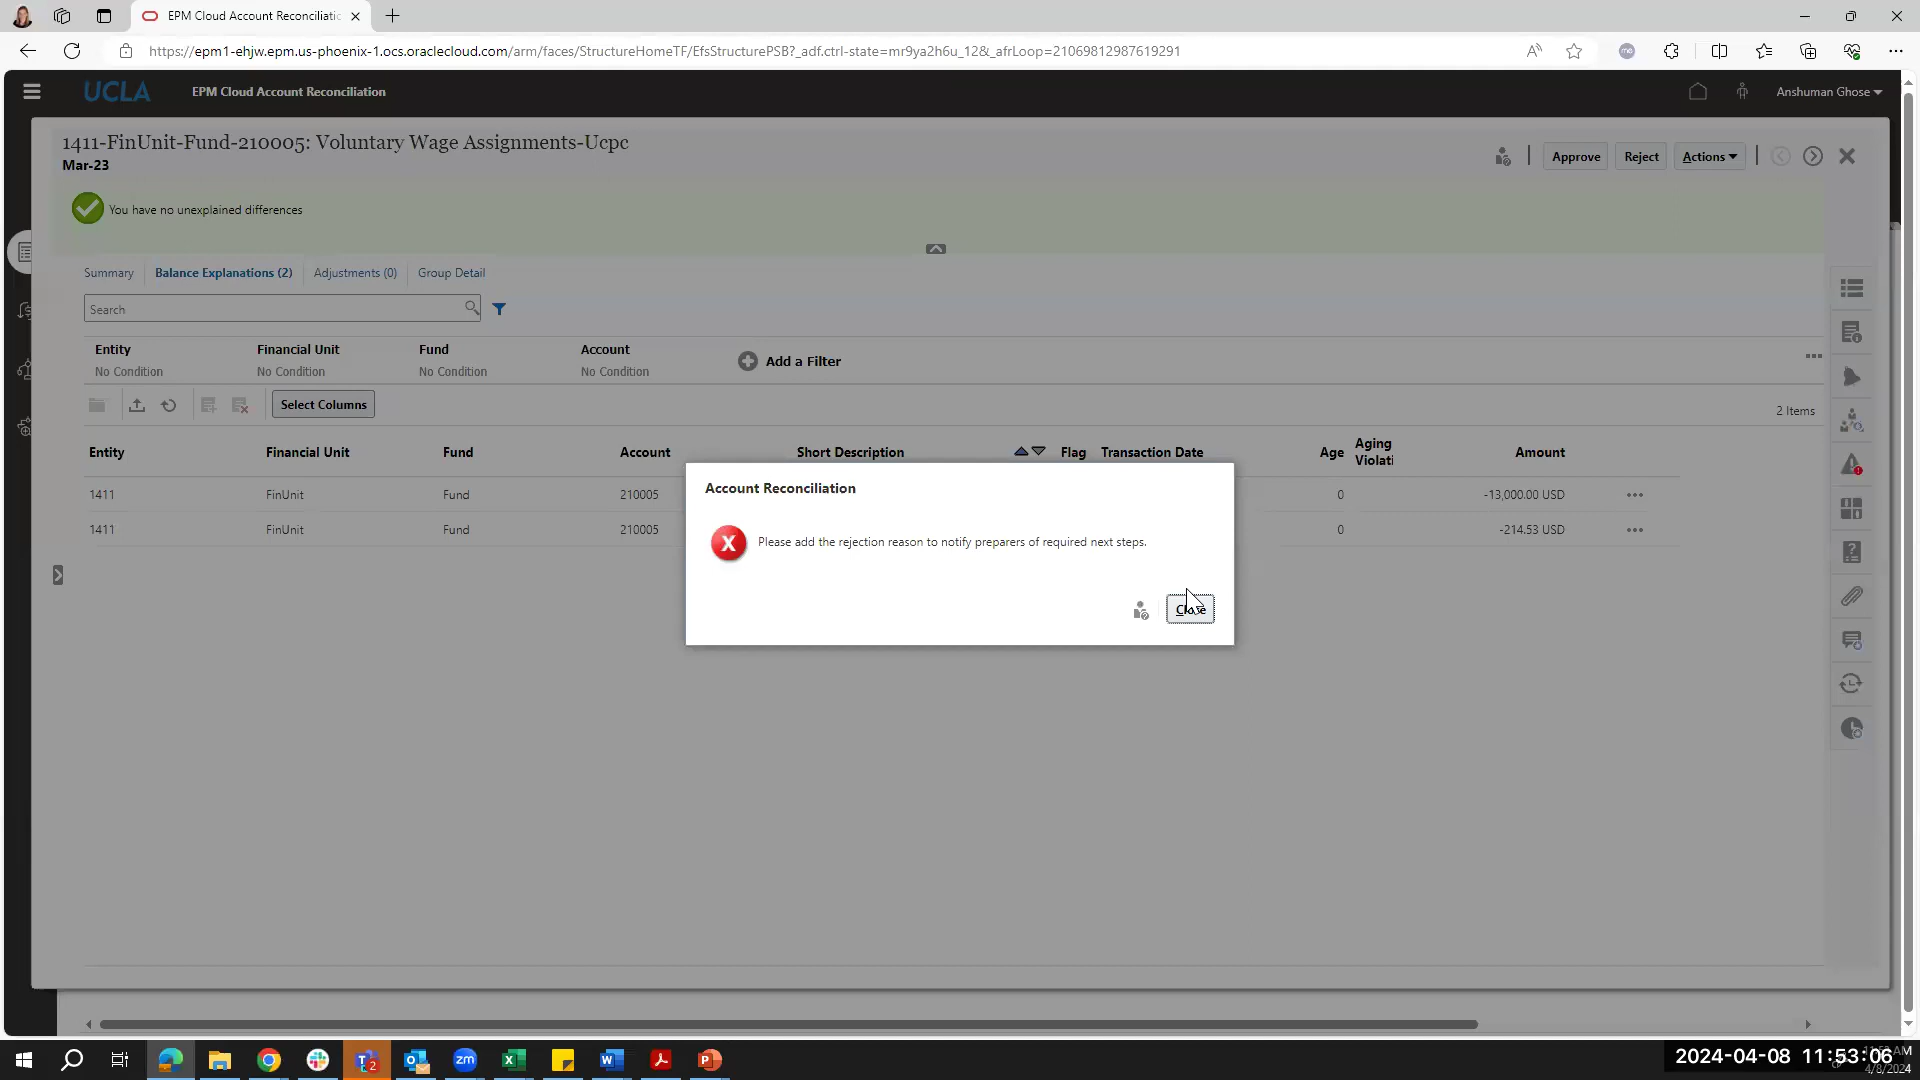 EPM Cloud Account Reconciliatic
https://epm1-ehjw.epm.us-phoenix-1.ocs.oraclecloud.com/arm/faces/StructureHomeTF/EfsStructurePSB?_adf.ctrl-state=mr9ya2h6u_12&_afrLoop=21069812987619291
UCLA EPM Cloud Account Reconciliation Anshuman Ghose
1411-FinUnit-Fund-210005: Voluntary Wage Assignments-Ucpc
Mar-23
Approve Reject Actions
You have no unexplained differences
Summary Balance Explanations (2) Adjustments (0) Group Detail
Search
Entity Financial Unit Fund Account
No Condition No Condition No Condition No Condition
Add a Filter
Select Columns
2 Items
Entity Financial Unit Fund Account Short Description Flag Transaction Date Age Aging Violati Amount
1411 FinUnit Fund 210005 0 -13,000.00 USD
1411 FinUnit Fund 210005 0 -214.53 USD
Account Reconciliation
X
Please add the rejection reason to notify preparers of required next steps.
Close
zm
2
2024-04-08 11:53:06
4/8/2024